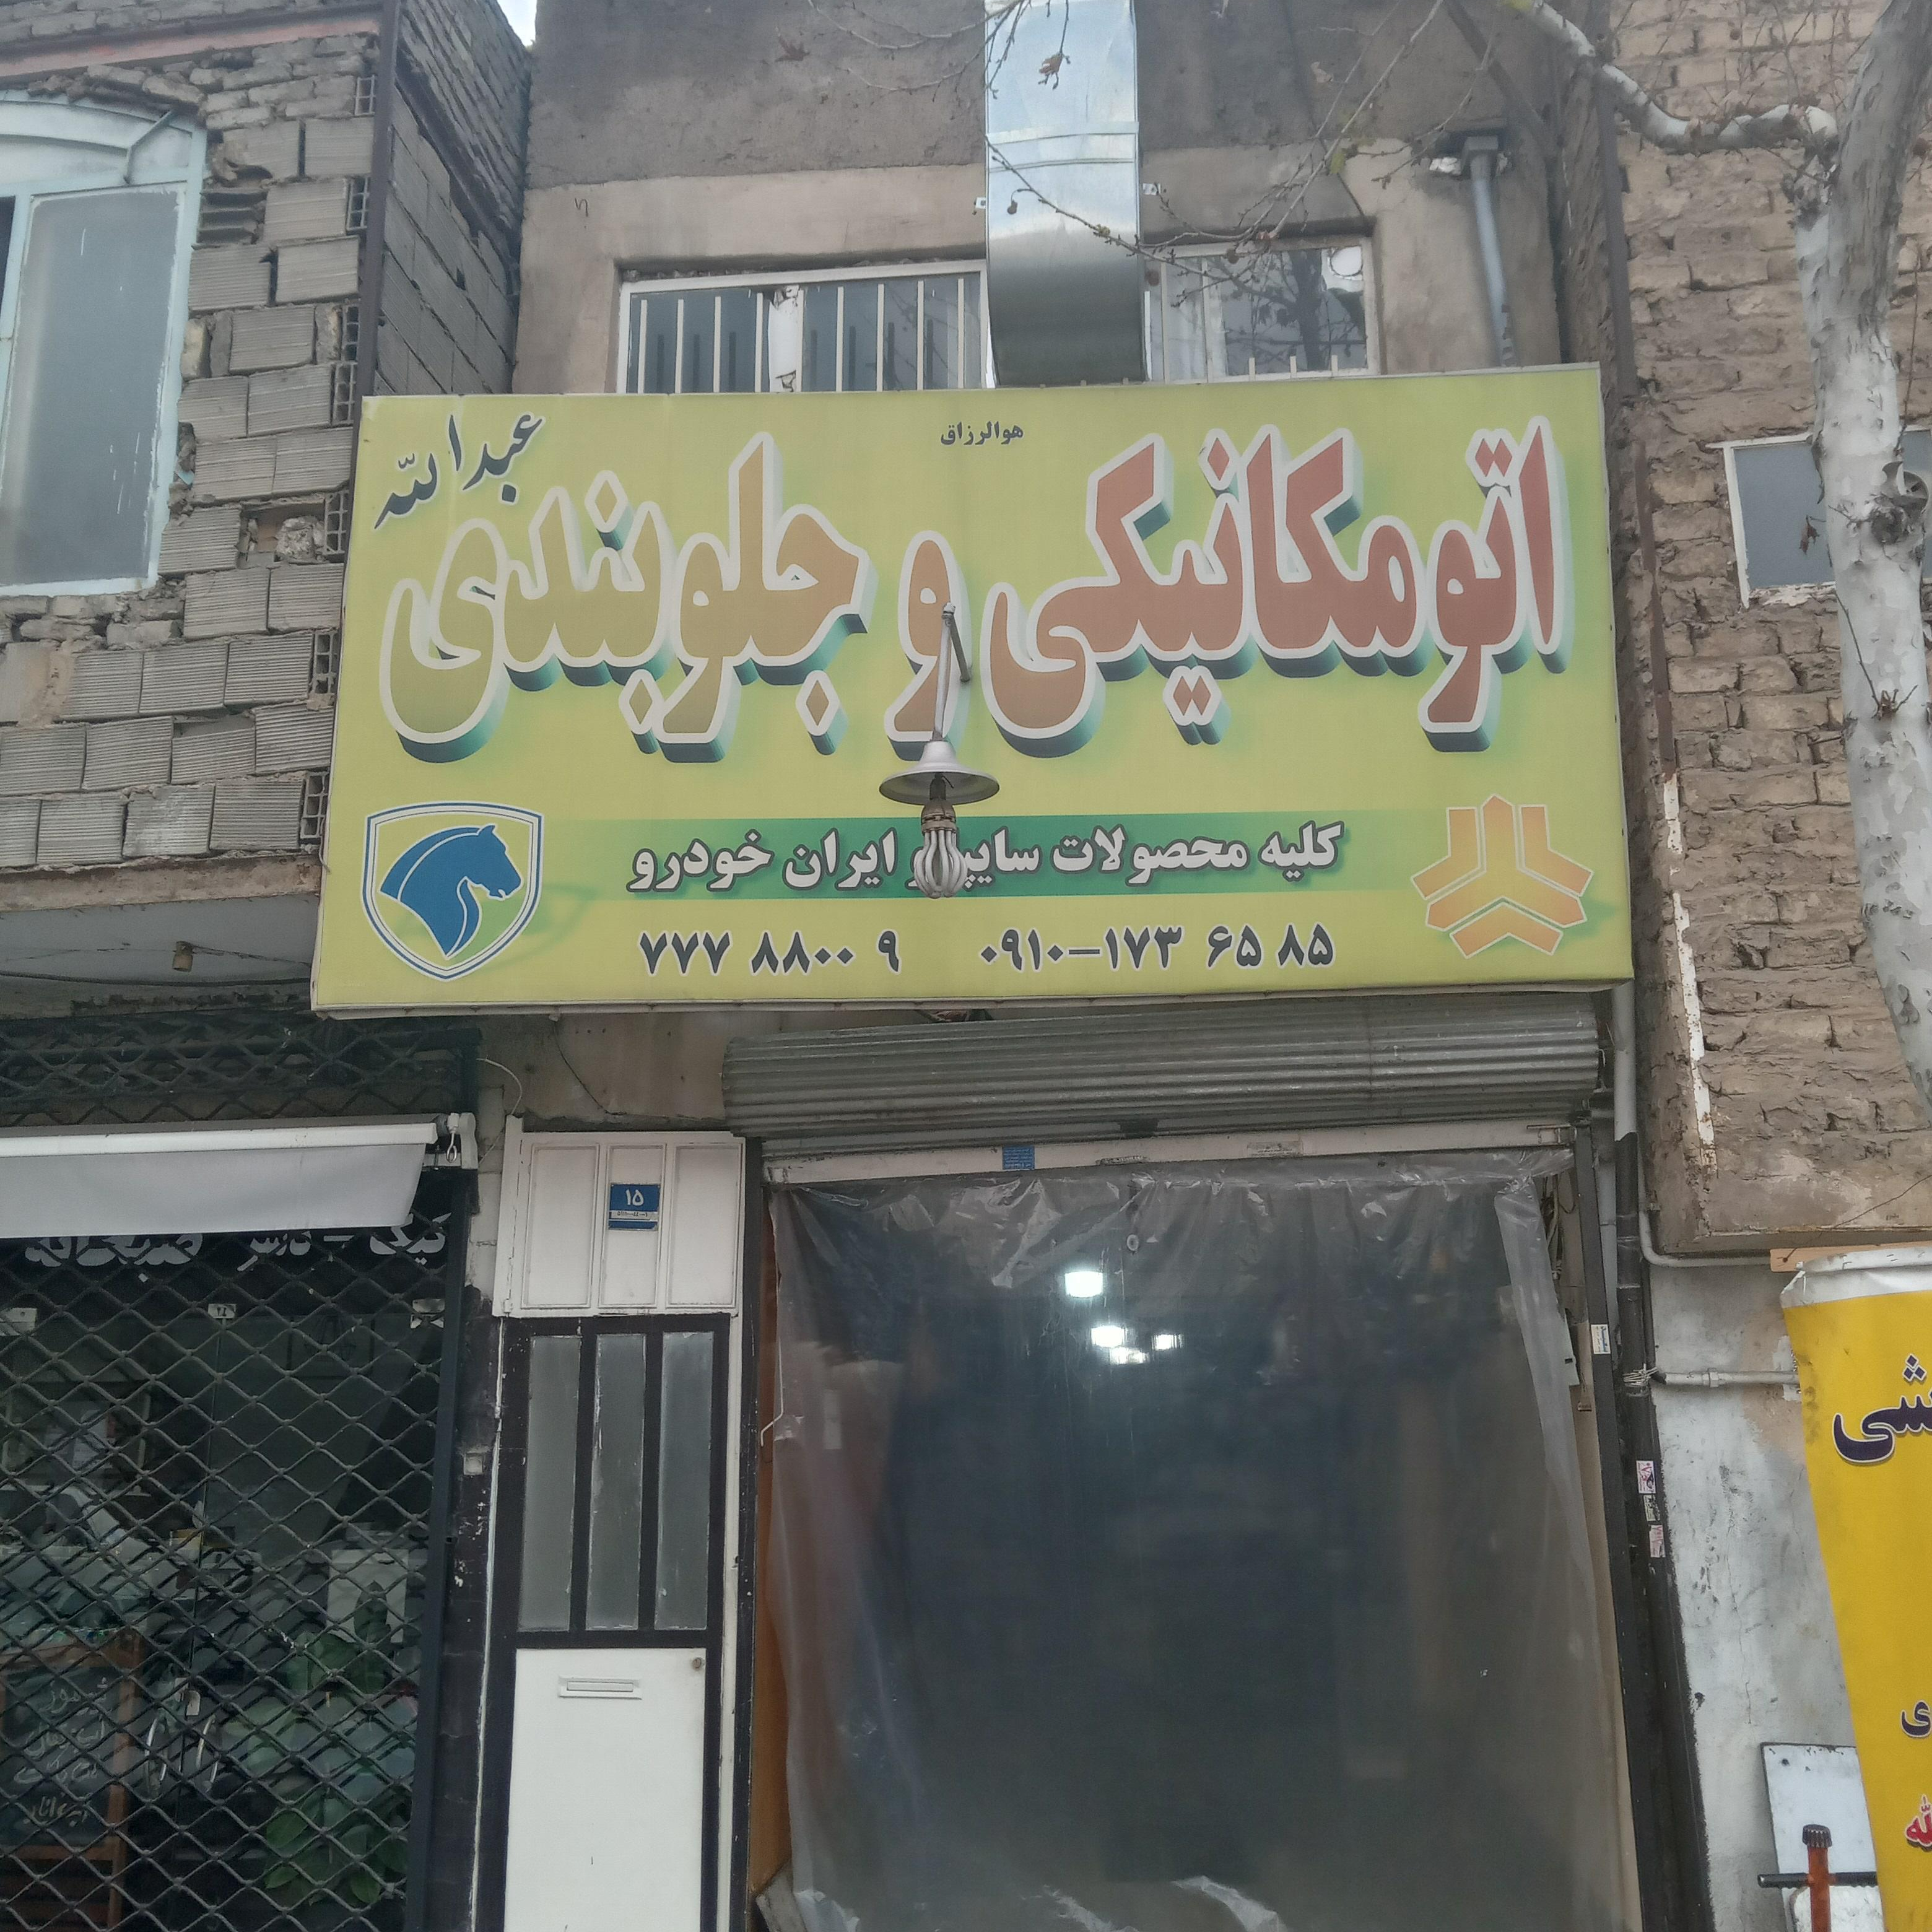 هوالرزاق
عبدالله
اتومکانیکی و جلوبندی
کلیه محصولات سایپا و ایران خودرو
۰۹۱۰-۱۷۳ ۶۵ ۸۵
۷۷۷ ۸۸۰۰ ۹
۱۵